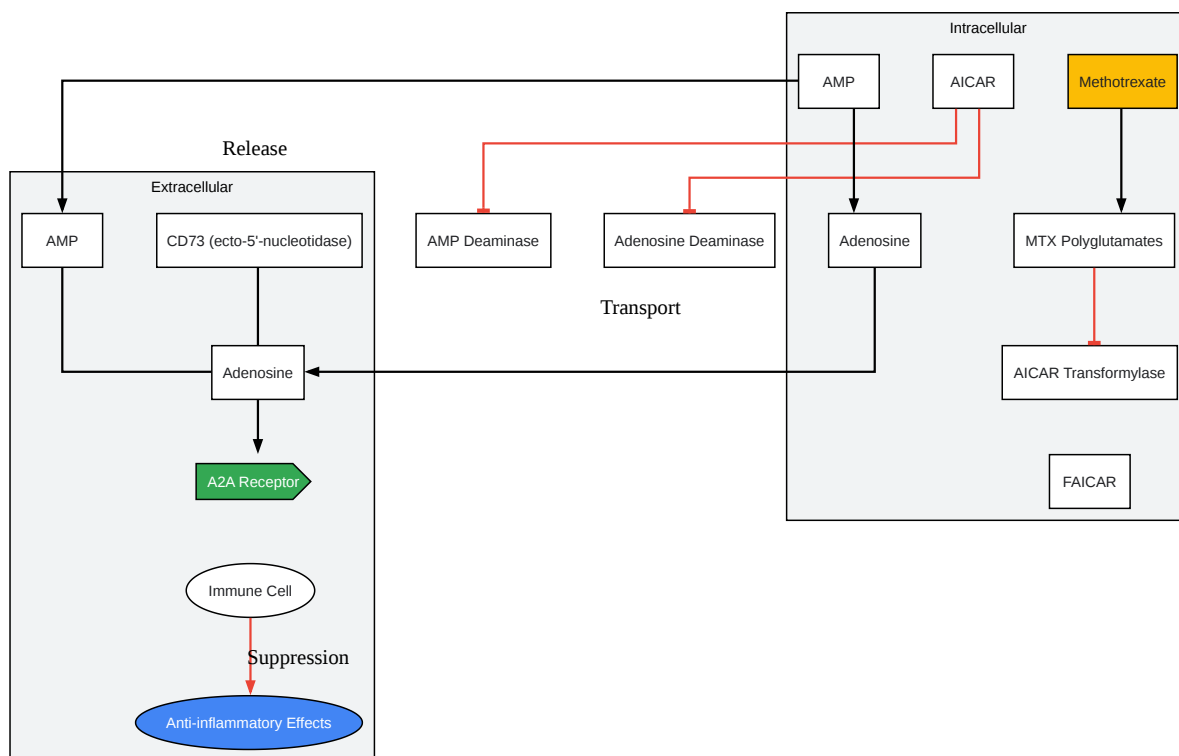 Intracellular
AMP
AICAR
Methotrexate
Release
Extracellular
AMP
CD73 (ecto-5'-nucleotidase)
AMP Deaminase
Adenosine Deaminase
Adenosine
MTX Polyglutamates
Transport
Adenosine
AICAR Transformylase
A2A Receptor
FAICAR
Immune Cell
Suppression
Anti-inflammatory Effects